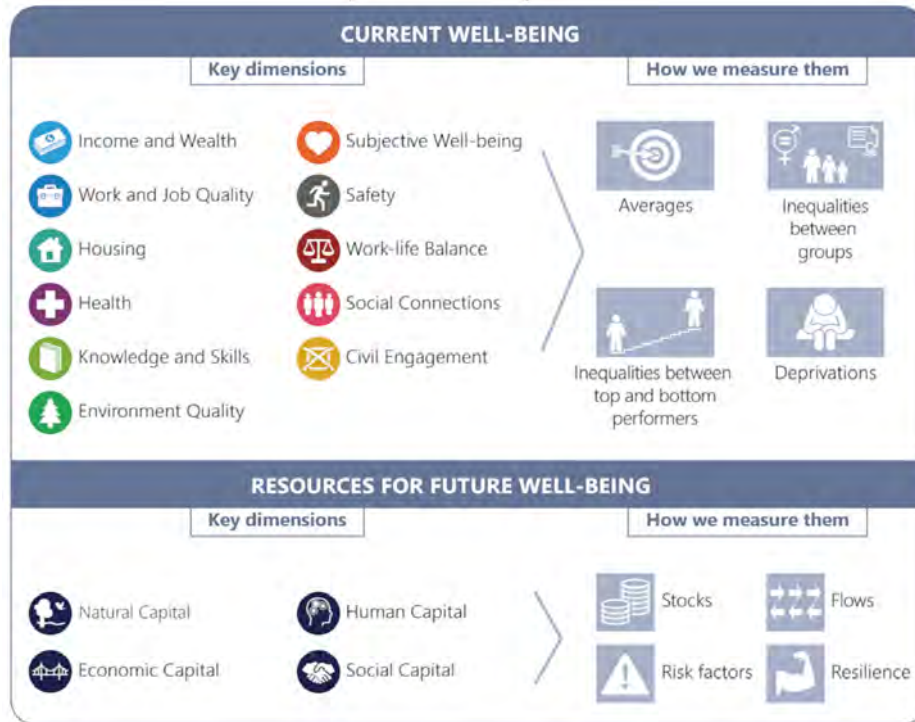 CURRENT WELL-BEING
Key dimensions
How we measure them
Income and Wealth
Subjective Well-being
Work and Job Quality
Safety
Housing
Work-life Balance
Health
Social Connections
Knowledge and Skills
Civil Engagement
Environment Quality
Averages
Inequalities
between
groups
Inequalities between
top and bottom
performers
Deprivations
RESOURCES FOR FUTURE WELL-BEING
Key dimensions
How we measure them
Natural Capital
Human Capital
Economic Capital
Social Capital
Stocks
Flows
Risk factors
Resilience